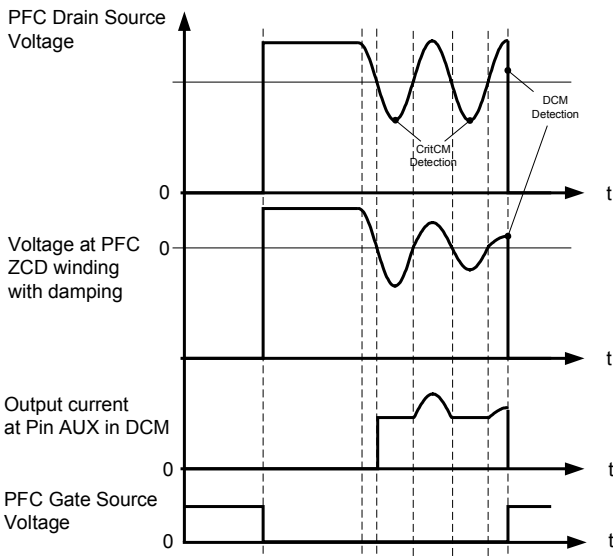 PFC Drain Source
Voltage
DCM
Detection
CritCM
Detection
0
t
Voltage at PFC
ZCD winding
with damping
0
t
Output current
at Pin AUX in DCM
0
t
PFC Gate Source
Voltage
0
t